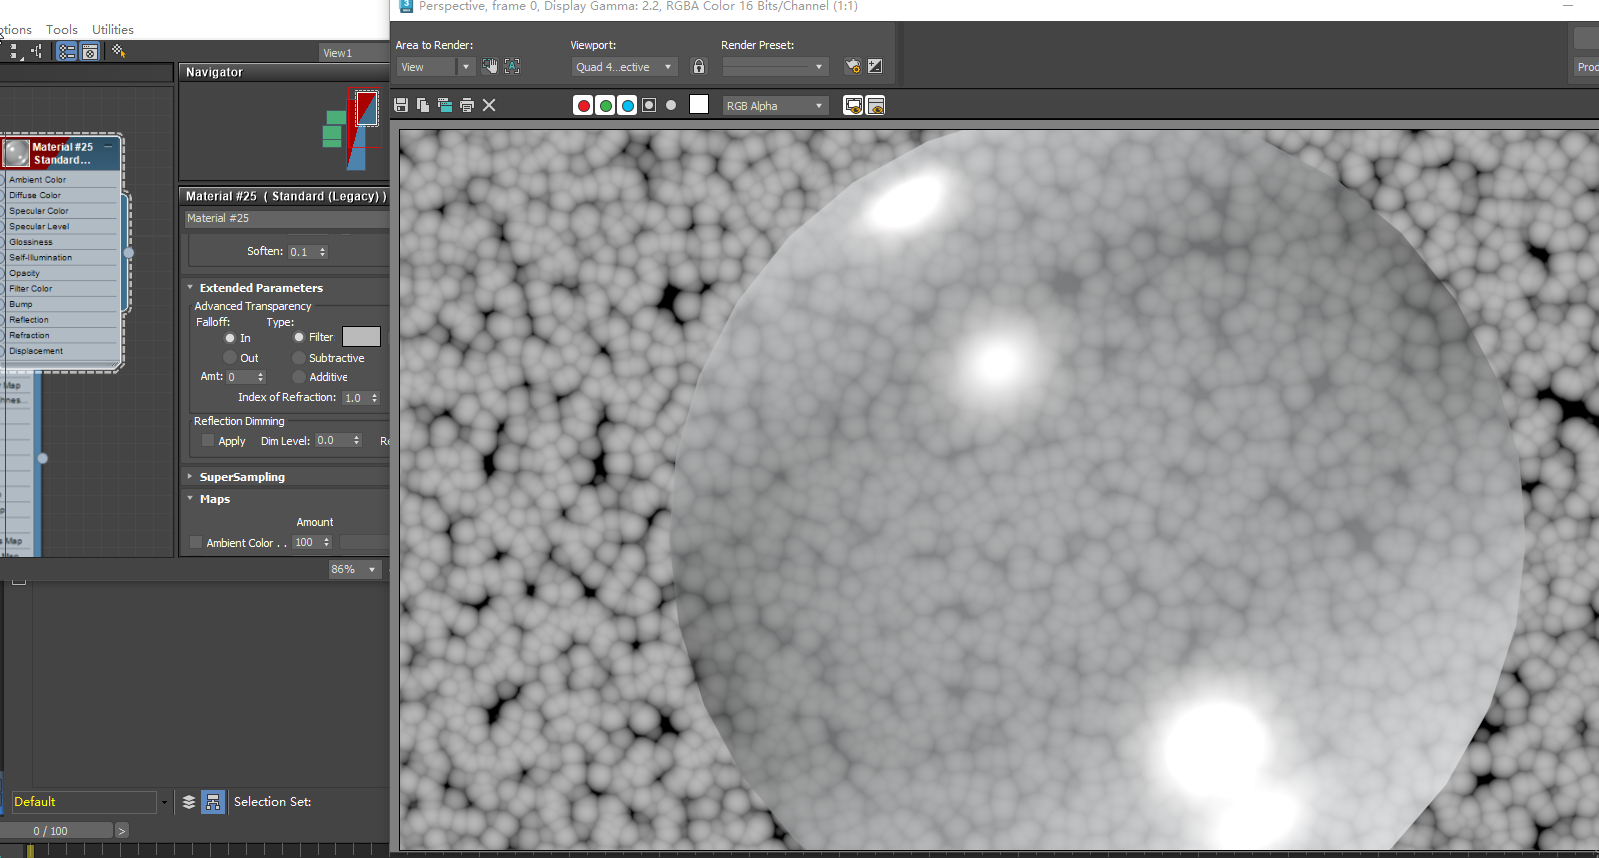 Perspective, frame 0, Display Gamma: 2.2, RGBA Color 16 Bits/Channel (1:1)
Tools Utilities
View1
Area to Render:
View
Viewport:
Quad 4...ective
Render Preset:
RGB Alpha
Navigator
Material #25
Standard...
Ambient Color
Diffuse Color
Specular Color
Specular Level
Glossiness
Self-Illumination
Opacity
Filter Color
Bump
Reflection
Refraction
Displacement
Map
Map
Material #25 ( Standard (Legacy) )
Material #25
Soften: 0.1
Extended Parameters
Advanced Transparency
Falloff: Type:
In Filter
Out Subtractive
Amt: 0 Additive
Index of Refraction: 1.0
Reflection Dimming
Apply Dim Level: 0.0
SuperSampling
Maps
Amount
Ambient Color . . 100
86%
Default
Selection Set:
0 / 100
>